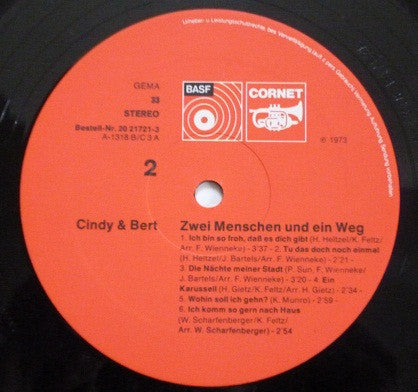 Urheber- u. Leistungsschutzrechte, bes. Vervielfältigung
GEMA
33
STEREO
Bestell-Nr. 20 21721-3
A-1318 B/C 3 A
BASF
CORNET
℗ 1973
2
Cindy & Bert
Zwei Menschen und ein Weg
1. Ich bin so froh, daß es dich gibt (H. Heitzel/K. Feltz/
Arr. F. Wienneke) - 3'37 - 2. Tu das doch noch einmal
(H. Heitzel/J. Bartels/Arr. F. Wienneke) - 2'21 -
3. Die Nächte meiner Stadt (P. Sun, F. Wienneke/
J. Bartels/Arr. F. Wienneke) - 3'20 - 4. Ein
Karussell (H. Gietz/K. Feltz/Arr. H. Gietz) - 2'34 -
5. Wohin soll ich gehn? (K. Munro) - 2'59 -
6. Ich komm so gern nach Haus
(W. Scharfenberger/K. Feltz/
Arr. W. Scharfenberger) - 2'54